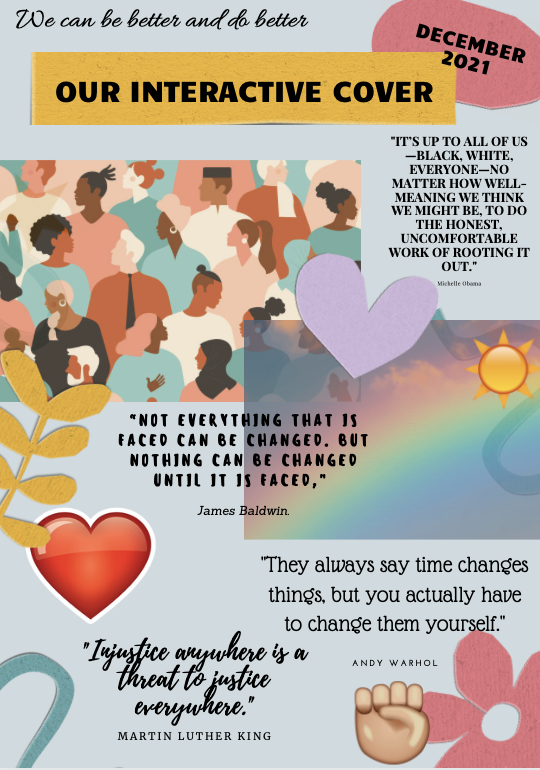 We can be better and do better
DECEMBER
2021
OUR INTERACTIVE COVER
"IT'S UP TO ALL OF US
—BLACK, WHITE,
EVERYONE—NO
MATTER HOW WELL-
MEANING WE THINK
WE MIGHT BE, TO DO
THE HONEST,
UNCOMFORTABLE
WORK OF ROOTING IT
OUT."
Michelle Obama
"NOT EVERYTHING THAT IS
FACED CAN BE CHANGED. BUT
NOTHING CAN BE CHANGED
UNTIL IT IS FACED,"
James Baldwin.
"They always say time changes
things, but you actually have
to change them yourself."
ANDY WARHOL
"Injustice anywhere is a
threat to justice
everywhere."
MARTIN LUTHER KING